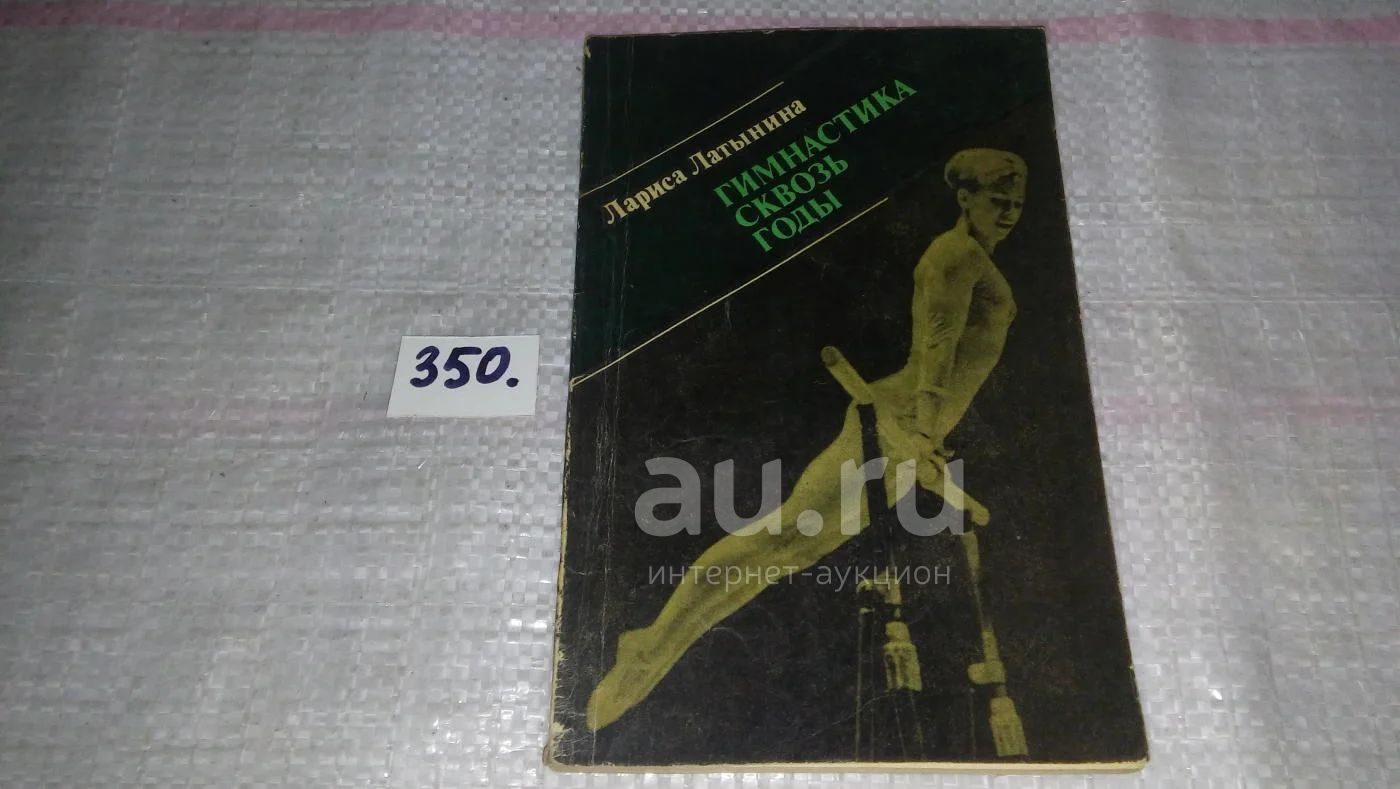 Лариса Латынина
ГИМНАСТИКА
СКВОЗЬ
ГОДЫ
350.
au.ru
интернет-аукцион